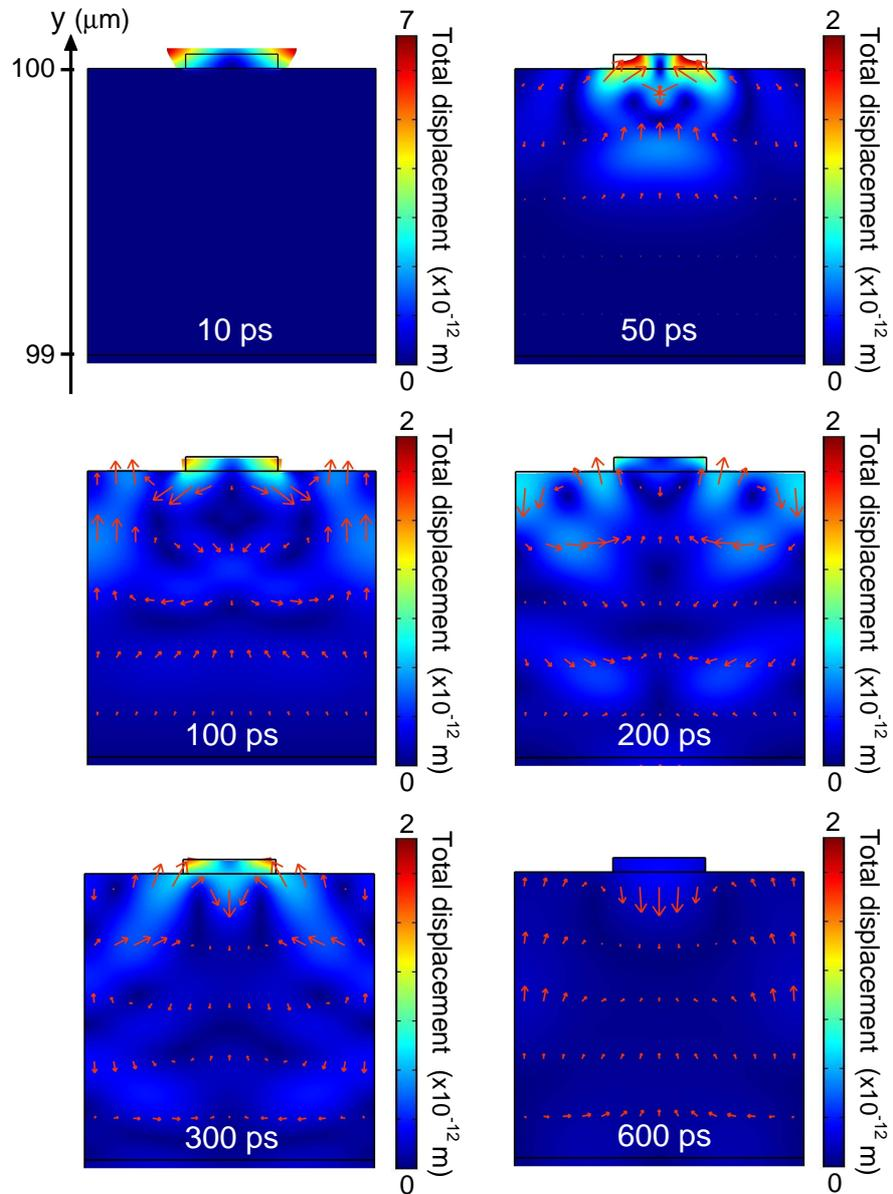 y (μm)
100
99
10 ps
7
0
Total displacement (x10⁻¹² m)
50 ps
2
0
Total displacement (x10⁻¹² m)
100 ps
2
0
Total displacement (x10⁻¹² m)
200 ps
2
0
Total displacement (x10⁻¹² m)
300 ps
2
0
Total displacement (x10⁻¹² m)
600 ps
2
0
Total displacement (x10⁻¹² m)